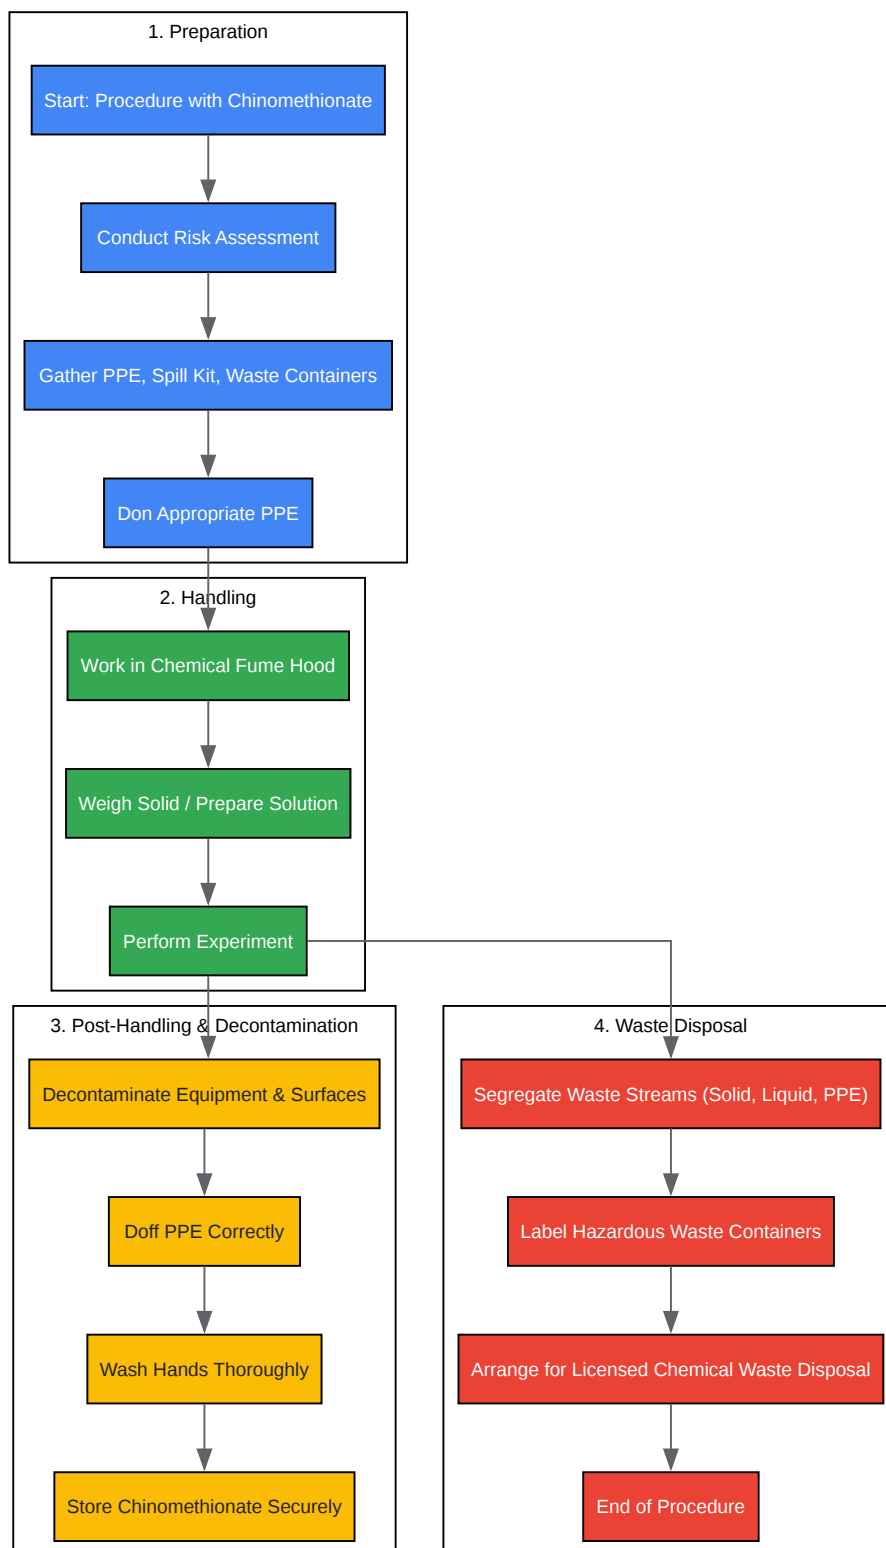 1. Preparation
Start: Procedure with Chinomethionate
Conduct Risk Assessment
Gather PPE, Spill Kit, Waste Containers
Don Appropriate PPE
2. Handling
Work in Chemical Fume Hood
Weigh Solid / Prepare Solution
Perform Experiment
3. Post-Handling & Decontamination
Decontaminate Equipment & Surfaces
Doff PPE Correctly
Wash Hands Thoroughly
Store Chinomethionate Securely
4. Waste Disposal
Segregate Waste Streams (Solid, Liquid, PPE)
Label Hazardous Waste Containers
Arrange for Licensed Chemical Waste Disposal
End of Procedure